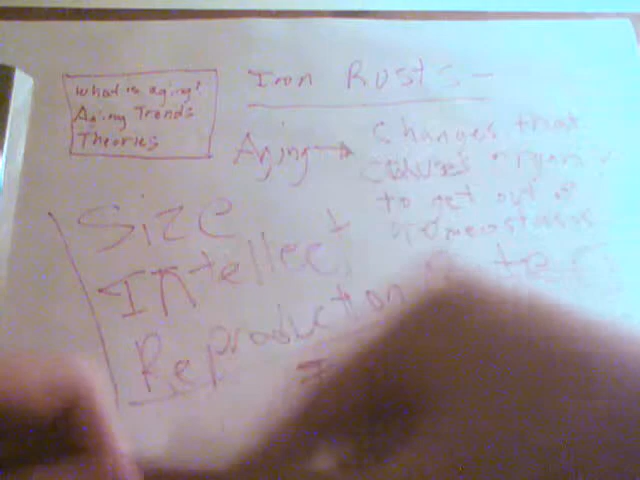 What is aging?
Aging Trends
Theories
Iron Rusts -
Aging → Changes that
causes
to get out of
homeostasis
Size
Intellect
Reproduction